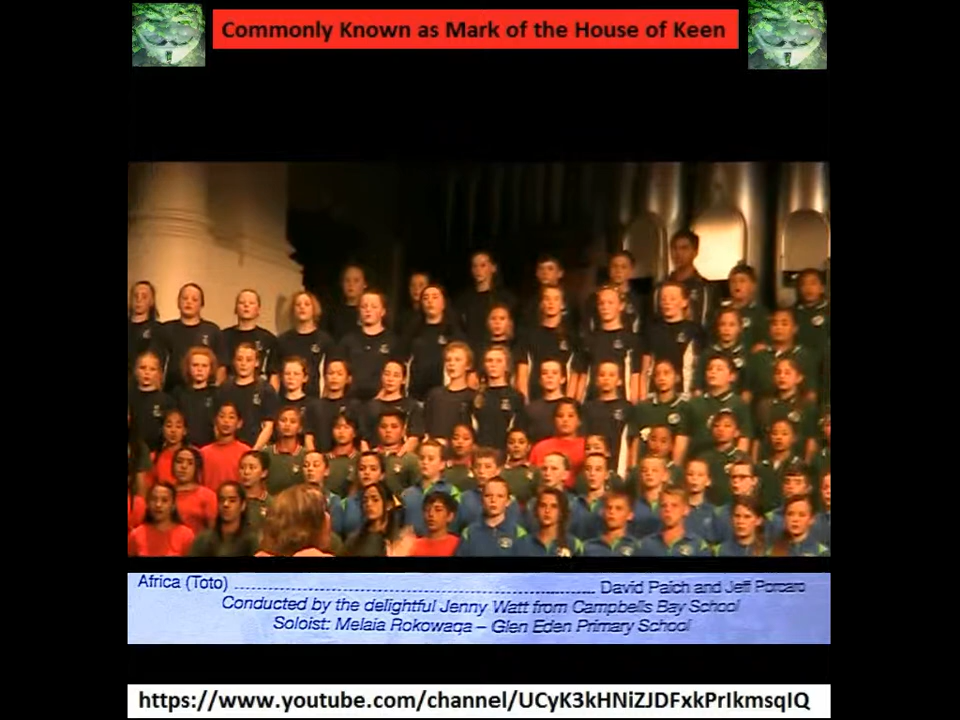 Commonly Known as Mark of the House of Keen
Africa (Toto) ................................................................ David Paich and Jeff Porcaro
Conducted by the delightful Jenny Watt from Campbells Bay School
Soloist: Melaia Rokowaqa – Glen Eden Primary School
https://www.youtube.com/channel/UCyK3kHNiZJDFxkPrIkmsqIQ